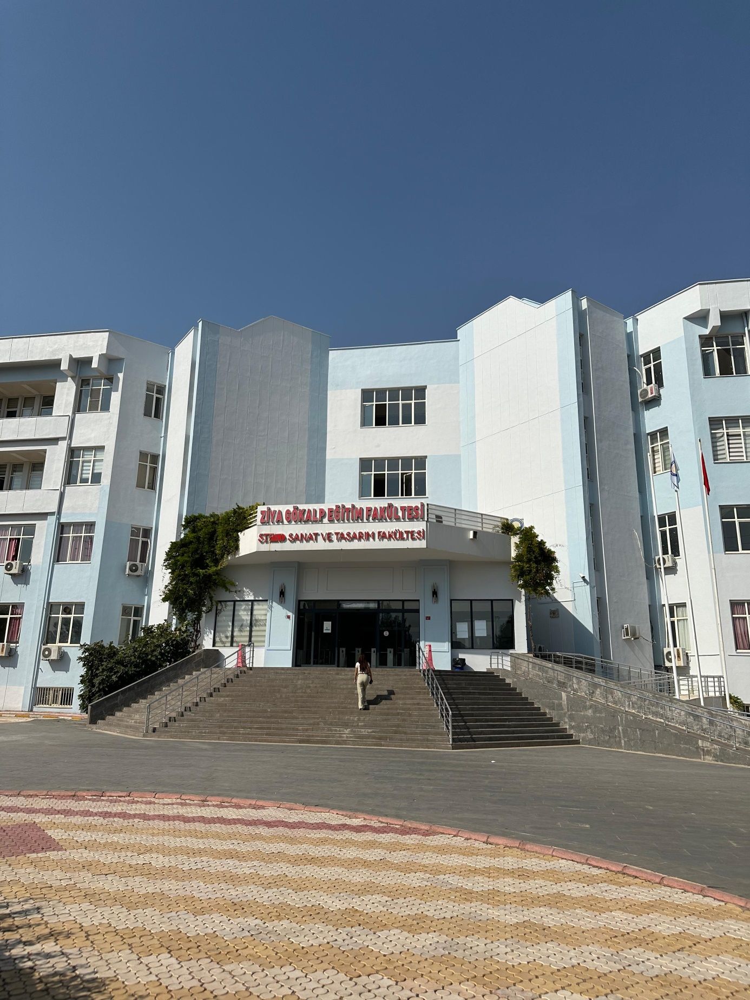 ZİYA GÖKALP EĞİTİM FAKÜLTESİ
SANAT VE TASARIM FAKÜLTESİ